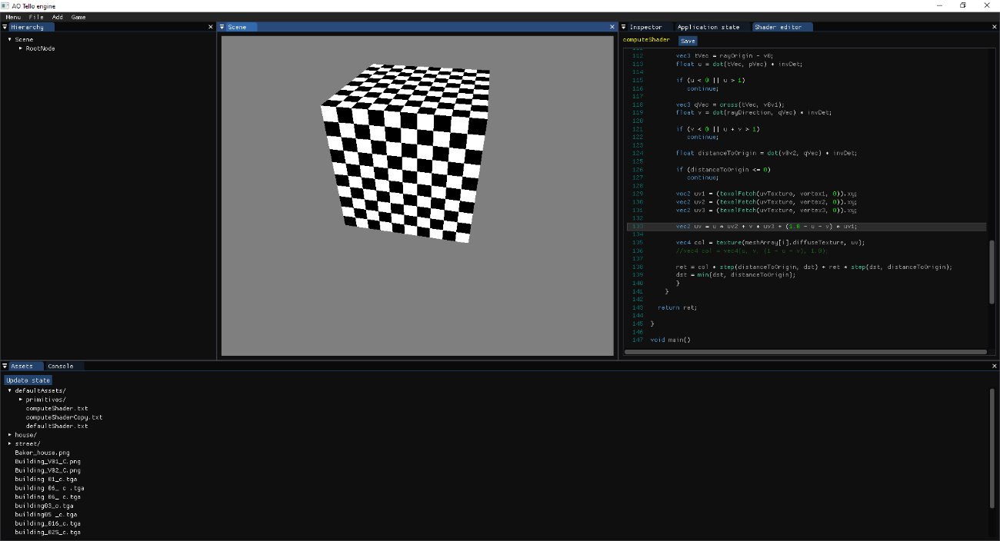 AO Tello engine
Menu File Add Game
Hierarchy
Scene
RootNode
Scene
Inspector Application state Shader editor
computeShader Save
112 vec3 tVec = rayOrigin - v0;
113 float u = dot(tVec, pVec) * invDet;
114
115 if (u < 0 || u > 1)
116 continue;
117
118 vec3 qVec = cross(tVec, v0v1);
119 float v = dot(rayDirection, qVec) * invDet;
120
121 if (v < 0 || u + v > 1)
122 continue;
123
124 float distanceToOrigin = dot(v0v2, qVec) * invDet;
125
126 if (distanceToOrigin <= 0)
127 continue;
128
129 vec2 uv1 = (texelFetch(uvTexture, vertex1, 0)).xy;
130 vec2 uv2 = (texelFetch(uvTexture, vertex2, 0)).xy;
131 vec2 uv3 = (texelFetch(uvTexture, vertex3, 0)).xy;
132
133 vec2 uv = u * uv2 + v * uv3 + (1.0 - u - v) * uv1;
134
135 vec4 col = texture(meshArray[i].diffuseTexture, uv);
136 //vec4 col = vec4(u, v, (1 - u - v), 1.0);
137
138 ret = col * step(distanceToOrigin, dst) + ret * step(dst, distanceToOrigin);
139 dst = min(dst, distanceToOrigin);
140 }
141 }
142
143 return ret;
144
145 }
146
147 void main()
Assets Console
Update state
defaultAssets/
primitives/
computeShader.txt
computeShaderCopy.txt
defaultShader.txt
house/
street/
Baker_house.png
Building_V01_C.png
Building_V02_C.png
building 01_c.tga
building 06_ c .tga
building 06_ c.tga
building03_c.tga
building05 _c.tga
building_016_c.tga
building_025_c.tga